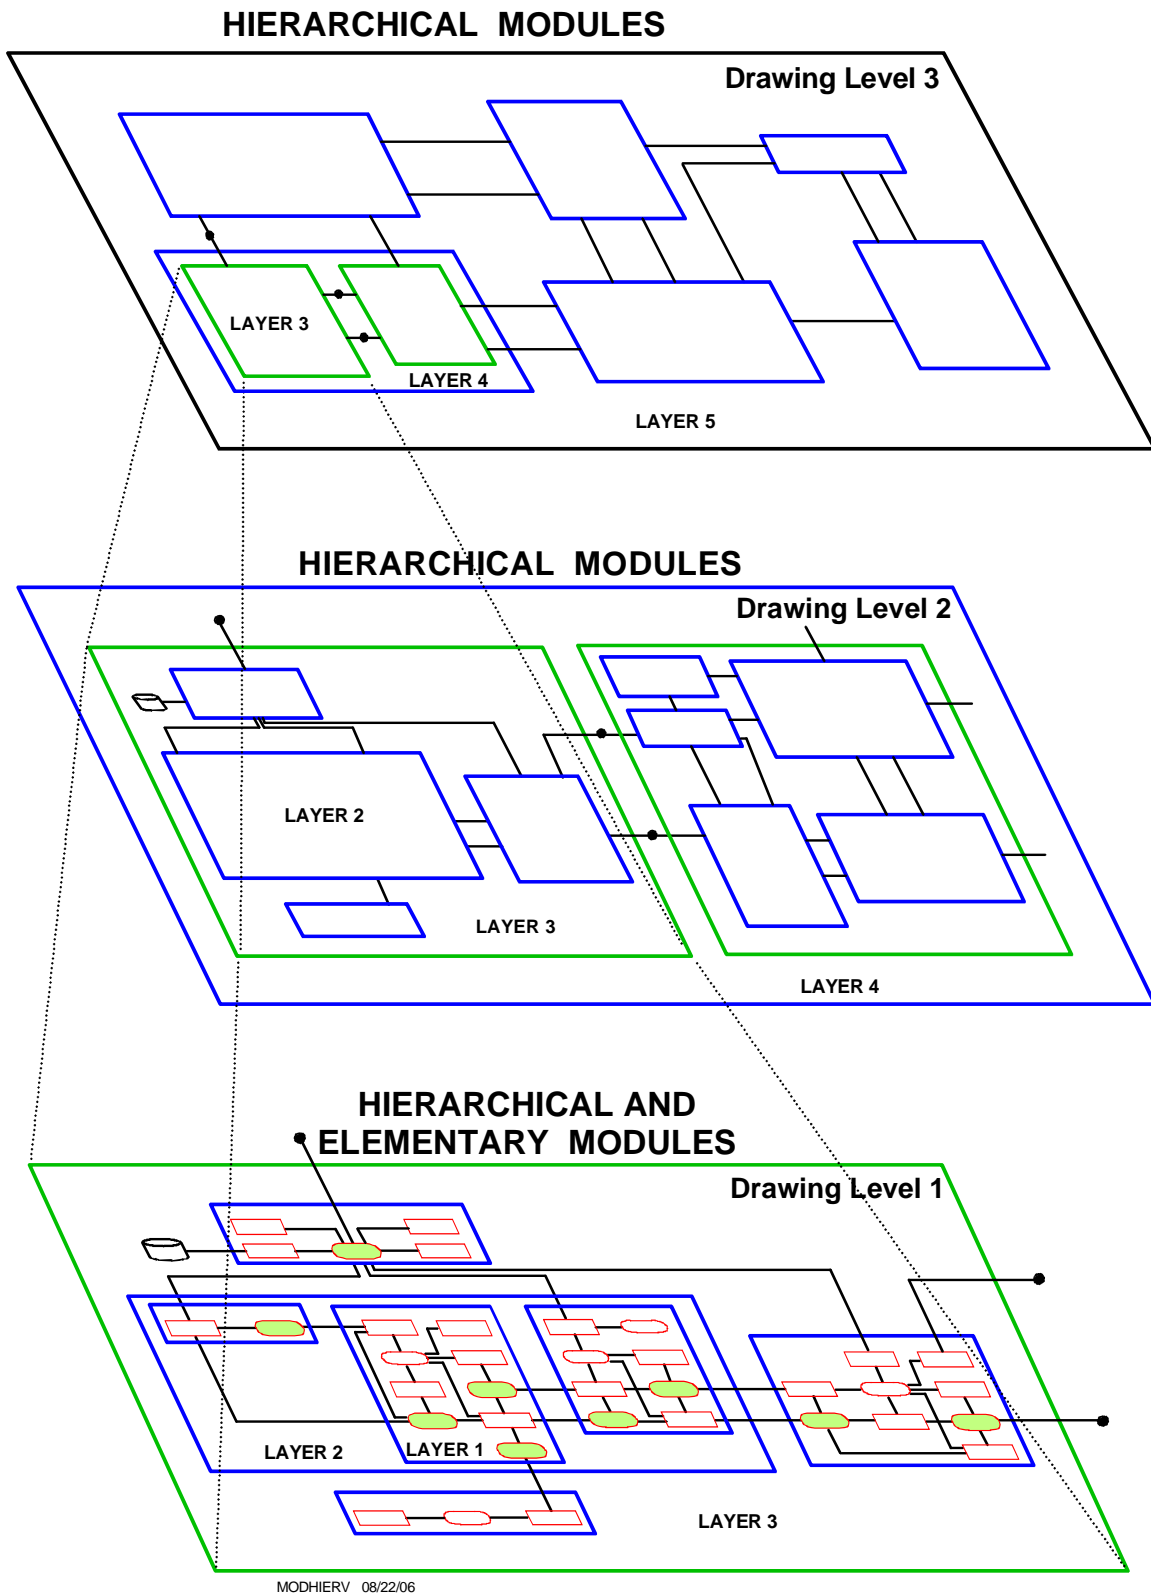 HIERARCHICAL MODULES
Drawing Level 3
LAYER 3
LAYER 4
LAYER 5
HIERARCHICAL MODULES
Drawing Level 2
LAYER 2
LAYER 3
LAYER 4
HIERARCHICAL AND
ELEMENTARY MODULES
Drawing Level 1
LAYER 2
LAYER 1
LAYER 3
MODHIERV 08/22/06